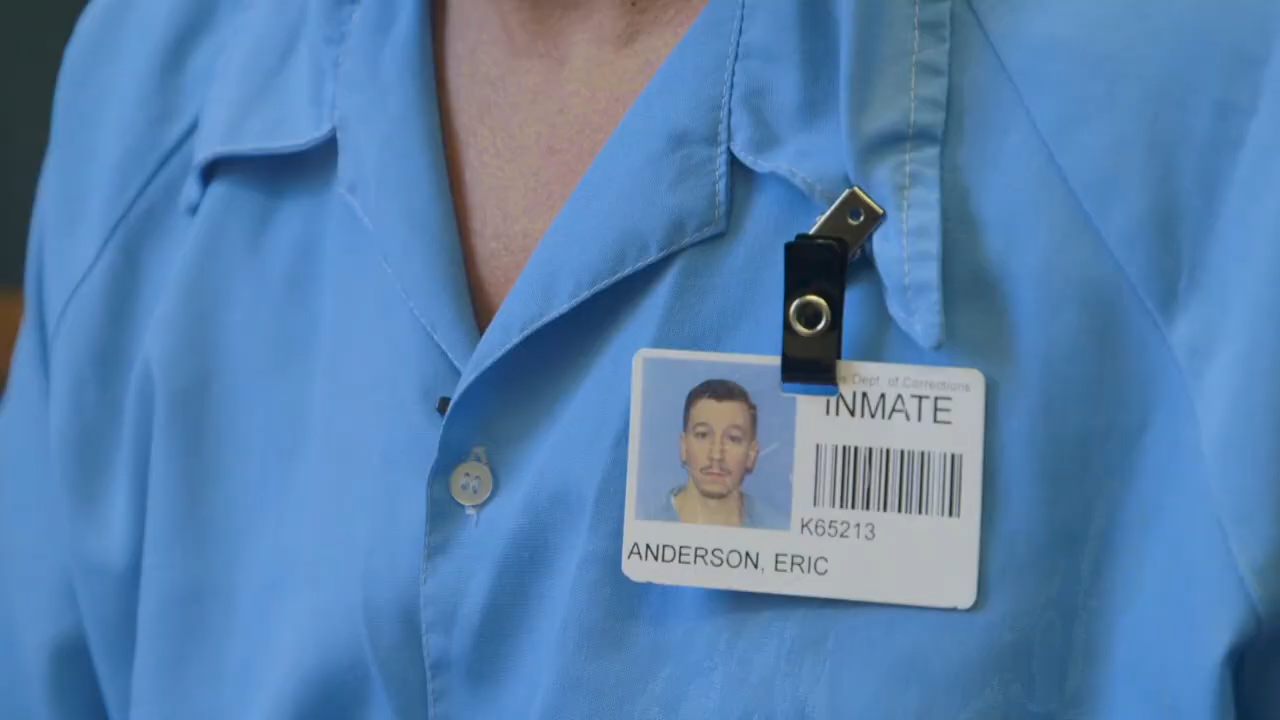 Dept. of Corrections
INMATE
K65213
ANDERSON, ERIC